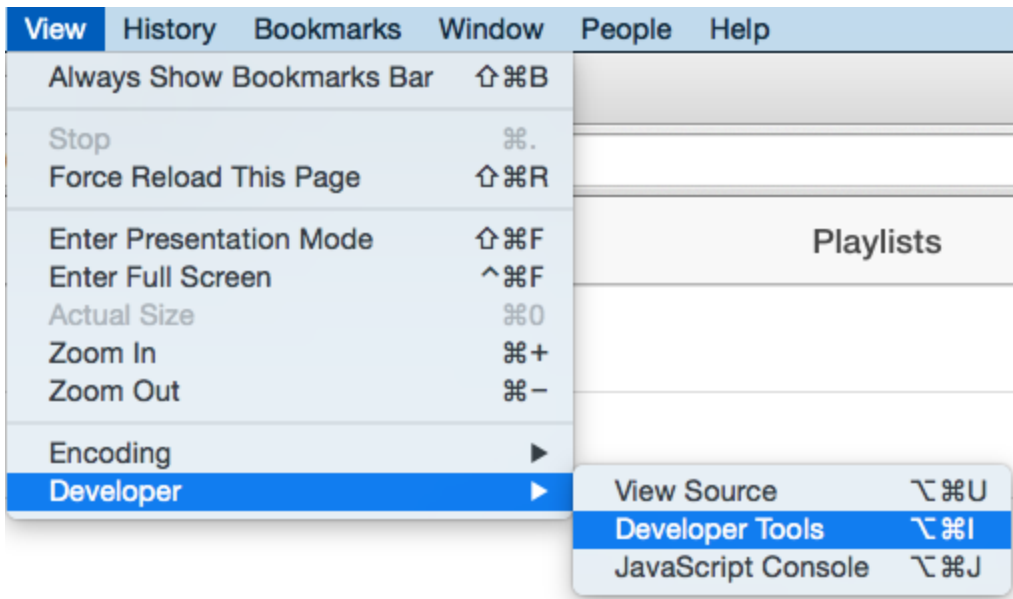 View History Bookmarks Window People Help
Always Show Bookmarks Bar ⇧⌘B
Stop ⌘.
Force Reload This Page ⇧⌘R
Enter Presentation Mode ⇧⌘F
Playlists
Enter Full Screen ^⌘F
Actual Size ⌘0
Zoom In ⌘+
Zoom Out ⌘−
Encoding ▶
Developer ▶
View Source ⌥⌘U
Developer Tools ⌥⌘I
JavaScript Console ⌥⌘J